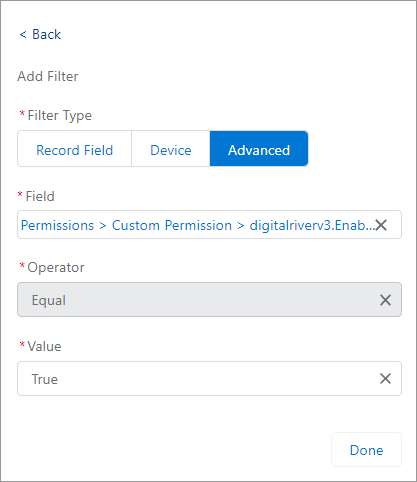 < Back
Add Filter
* Filter Type
Record Field Device Advanced
* Field
Permissions > Custom Permission > digitalriverv3.Enab...
* Operator
Equal
* Value
True
Done